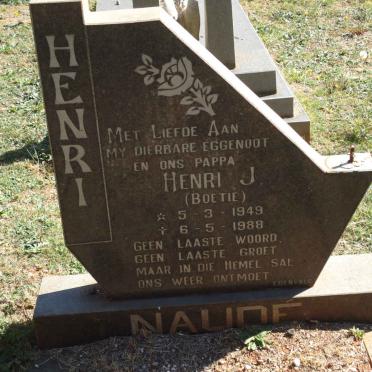 HENRI
MET LIEFDE AAN
MY DIERBARE EGGENOOT
EN ONS PAPPA
HENRI J
(BOETIE)
☆ 5-3-1949
✝ 6-5-1988
GEEN LAASTE WOORD,
GEEN LAASTE GROET
MAAR IN DIE HEMEL SAL
ONS WEER ONTMOET
NAUDE